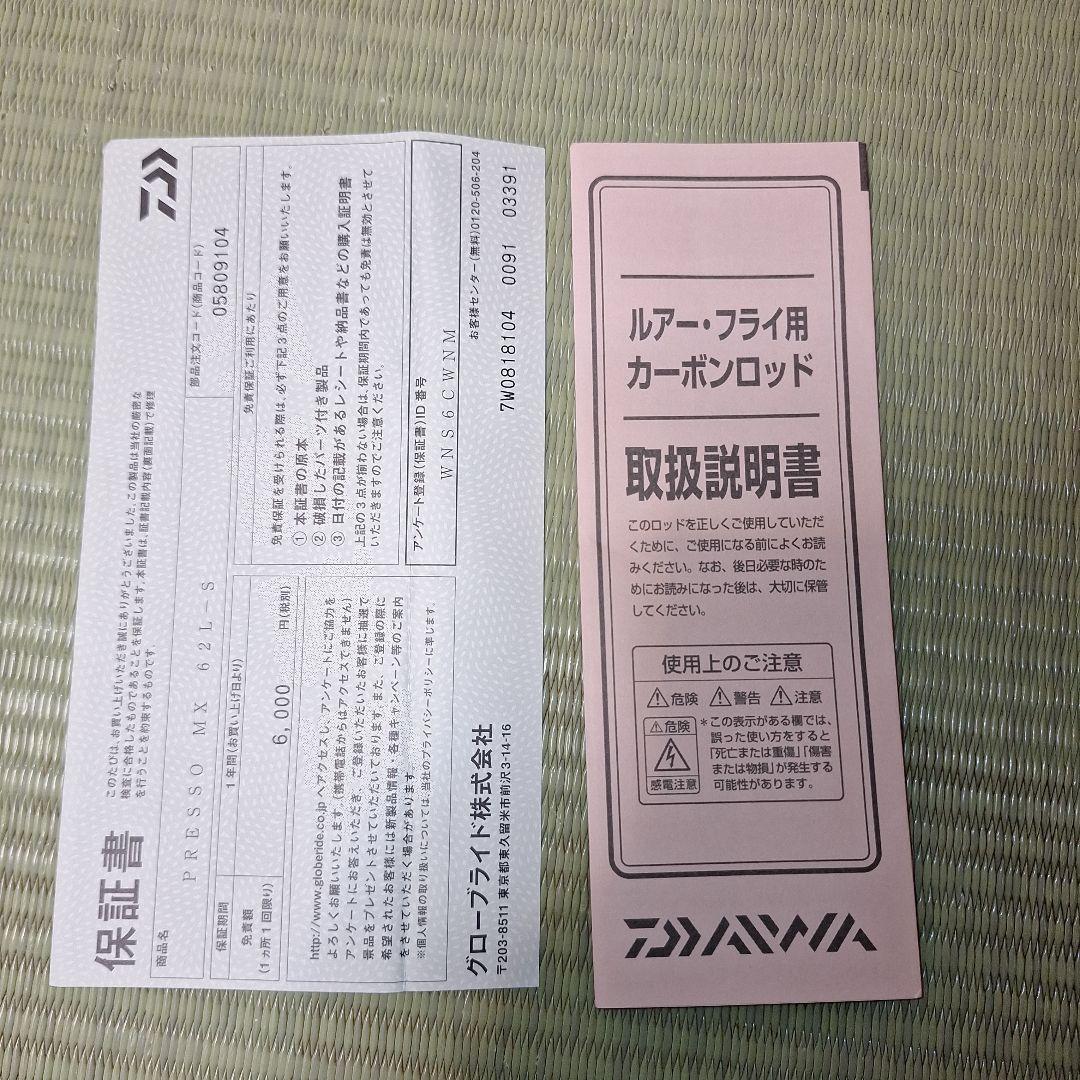 保証書
このたびは、お買い上げいただき誠にありがとうございました。この製品は当社の厳密な
検査に合格したものであることを保証します。本証書は、証書記載内容(裏面記載)で修理
を行うことを約束するものです。
商品名
PRESSO MX 62L-S
部品注文コード(商品コード)
05809104
保証期間
1年間(お買い上げ日より)
免責額
(1ヵ所1回限り)
6,000 円(税別)
免責保証ご利用にあたり
免責保証を受けられる際は、必ず下記3点のご用意をお願いいたします。
① 本証書の原本
② 破損したパーツ付き製品
③ 日付の記載があるレシートや納品書などの購入証明書
上記の3点が揃わない場合は、保証期間内であっても免責は無効とさせて
いただきますのでご注意ください。
http://www.globeride.co.jp へアクセスし、アンケートにご協力を
よろしくお願いいたします。(携帯電話からはアクセスできません)
アンケートにお答えいただき、ご登録いただいたお客様に抽選で
景品をプレゼントさせていただいております。また、ご登録の際に
希望されたお客様には新製品情報・各種キャンペーン等のご案内
をさせていただく場合があります。
※個人情報の取り扱いについては、当社のプライバシーポリシーに準じます。
アンケート登録(保証書)ID番号
WNS6CWNM
グローブライド株式会社
〒203-8511 東京都東久留米市前沢3-14-16
お客様センター(無料)0120-506-204
7W0818104 0091 03391
ルアー・フライ用
カーボンロッド
取扱説明書
このロッドを正しくご使用していただ
くために、ご使用になる前によくお読
みください。なお、後日必要な時のた
めにお読みになった後は、大切に保管
してください。
使用上のご注意
⚠危険 ⚠警告 ⚠注意
⚠危険
感電注意
*この表示がある欄では、
誤った使い方をすると
「死亡または重傷」「傷害
または物損」が発生する
可能性があります。
DAIWA